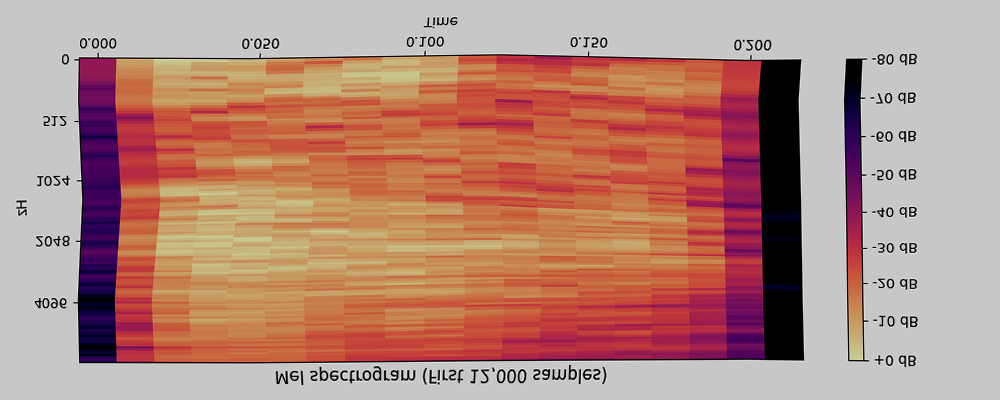 Time
0.000 0.050 0.100 0.150 0.200
0
512
1024
2048
4096
Hz
-80 dB
-70 dB
-60 dB
-50 dB
-40 dB
-30 dB
-20 dB
-10 dB
+0 dB
Mel spectrogram (First 12,000 samples)